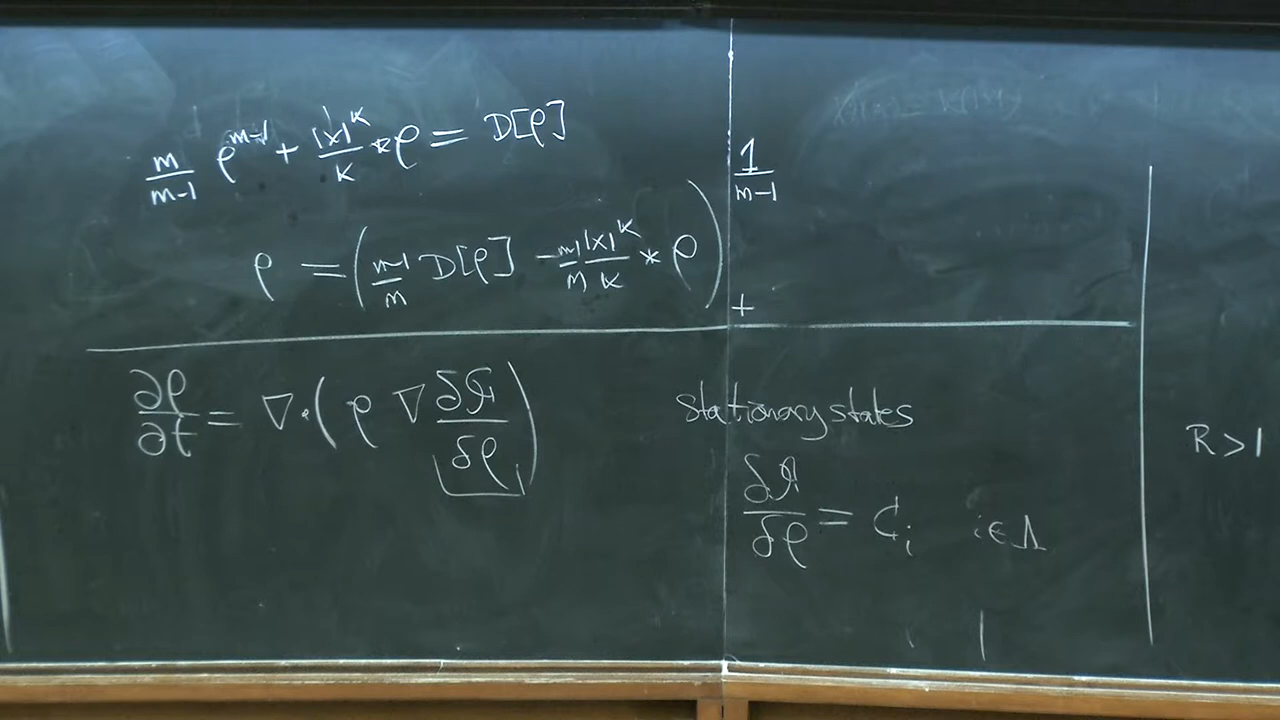 m/(m-1) ρ^{m-1} + |x|^k/k * ρ = D[ρ]
ρ = ( (m-1)/m D[ρ] - (m-1)/m |x|^k/k * ρ )_+^{1/(m-1)}
∂ρ/∂t = ∇·( ρ ∇ δF/δρ )
stationary states
δF/δρ = C_i i∈Λ
R > 1